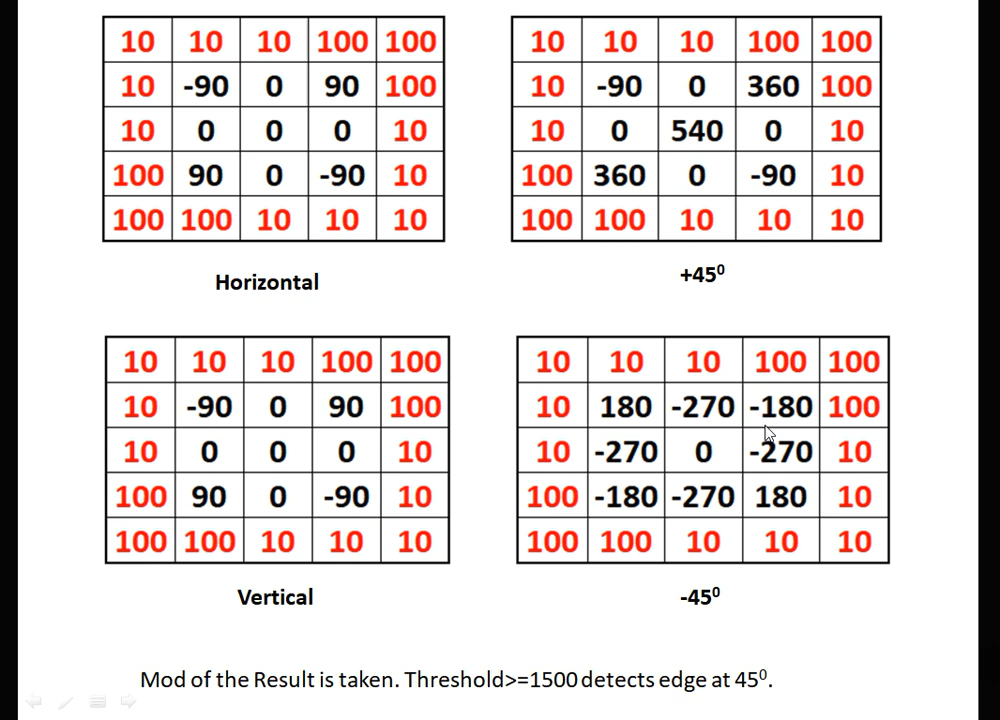 10 10 10 100 100
10 -90 0 90 100
10 0 0 0 10
100 90 0 -90 10
100 100 10 10 10
Horizontal
10 10 10 100 100
10 -90 0 360 100
10 0 540 0 10
100 360 0 -90 10
100 100 10 10 10
+45⁰
10 10 10 100 100
10 -90 0 90 100
10 0 0 0 10
100 90 0 -90 10
100 100 10 10 10
Vertical
10 10 10 100 100
10 180 -270 -180 100
10 -270 0 -270 10
100 -180 -270 180 10
100 100 10 10 10
-45⁰
Mod of the Result is taken. Threshold>=1500 detects edge at 45⁰.